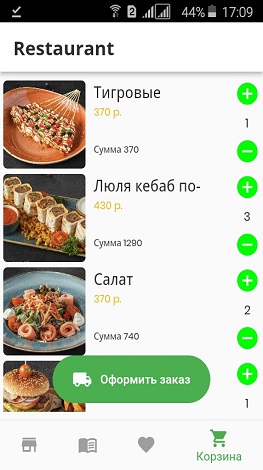 44% 17:09
Restaurant
Тигровые
370 р.
1
Сумма 370
Люля кебаб по-
430 р.
3
Сумма 1290
Салат
370 р.
2
Сумма 740
Оформить заказ
1
Корзина